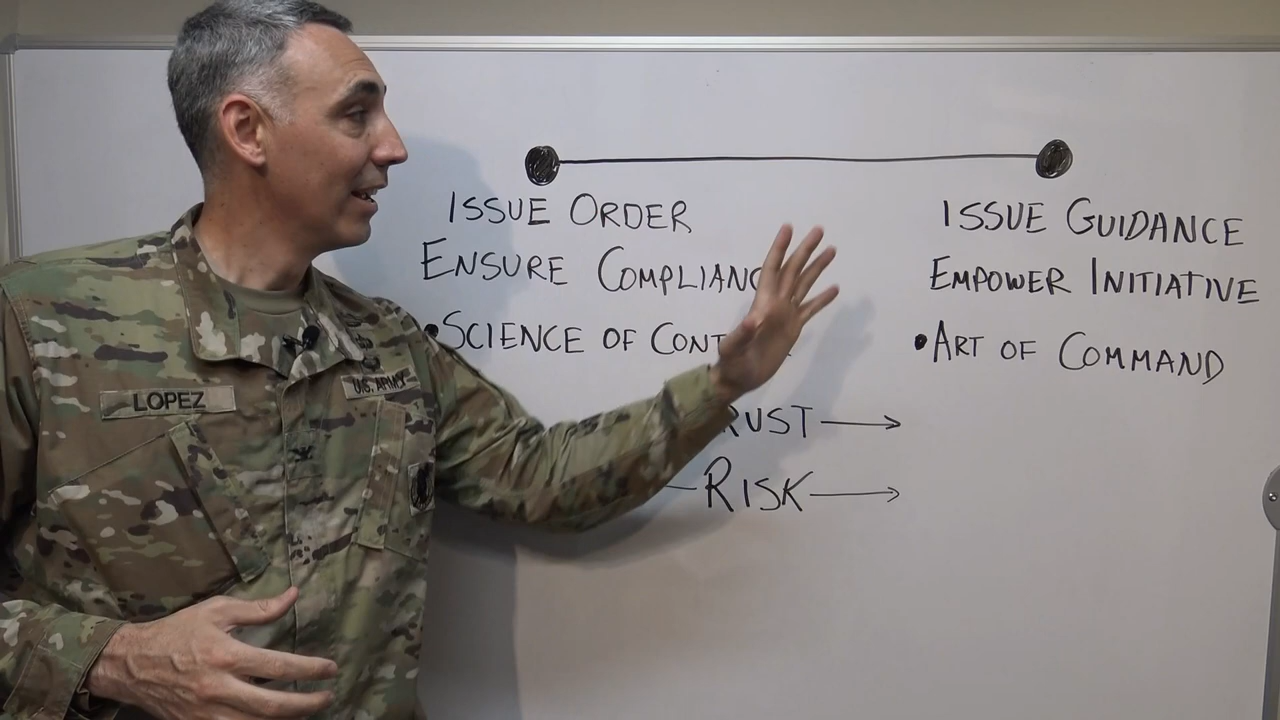 ISSUE ORDER
ENSURE COMPLIANC
• SCIENCE OF CONT
ISSUE GUIDANCE
EMPOWER INITIATIVE
• ART OF COMMAND
RUST →
RISK →
LOPEZ
U.S. ARMY